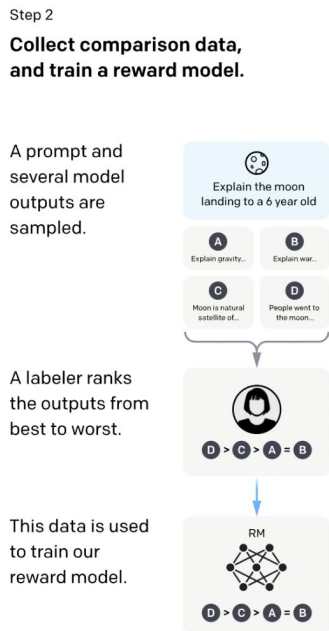 Step 2
Collect comparison data,
and train a reward model.
A prompt and
several model
outputs are
sampled.
Explain the moon
landing to a 6 year old
A
Explain gravity...
B
Explain war...
C
Moon is natural
satellite of...
D
People went to
the moon...
A labeler ranks
the outputs from
best to worst.
D > C > A = B
This data is used
to train our
reward model.
RM
D > C > A = B